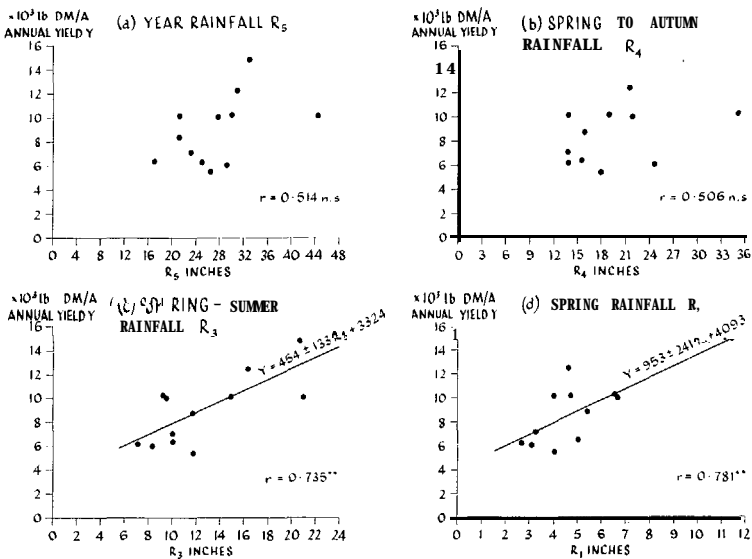 ×10³ lb DM/A
ANNUAL YIELD Y
(a) YEAR RAINFALL R₅
16
14
12
10
8
6
4
2
0
0 4 8 12 16 20 24 28 32 36 40 44 48
R₅ INCHES
r = 0·514 n.s
×10³ lb DM/A
ANNUAL YIELD Y
(b) SPRING TO AUTUMN
RAINFALL R₄
16
14
12
10
8
6
4
2
0
0 3 6 9 12 15 18 21 24 27 30 33 36
R₄ INCHES
r = 0·506 n.s
×10³ lb DM/A
ANNUAL YIELD Y
RING – SUMMER
RAINFALL R₃
16
14
12
10
8
6
4
2
0
0 2 4 6 8 10 12 14 16 18 20 22 24
R₃ INCHES
r = 0·735**
×10³ lb DM/A
ANNUAL YIELD Y
(d) SPRING RAINFALL R,
16
1
12
10
8
6
4
2
0
0 1 2 3 4 5 6 7 8 9 10 11 12
R₁ INCHES
r = 0·781**